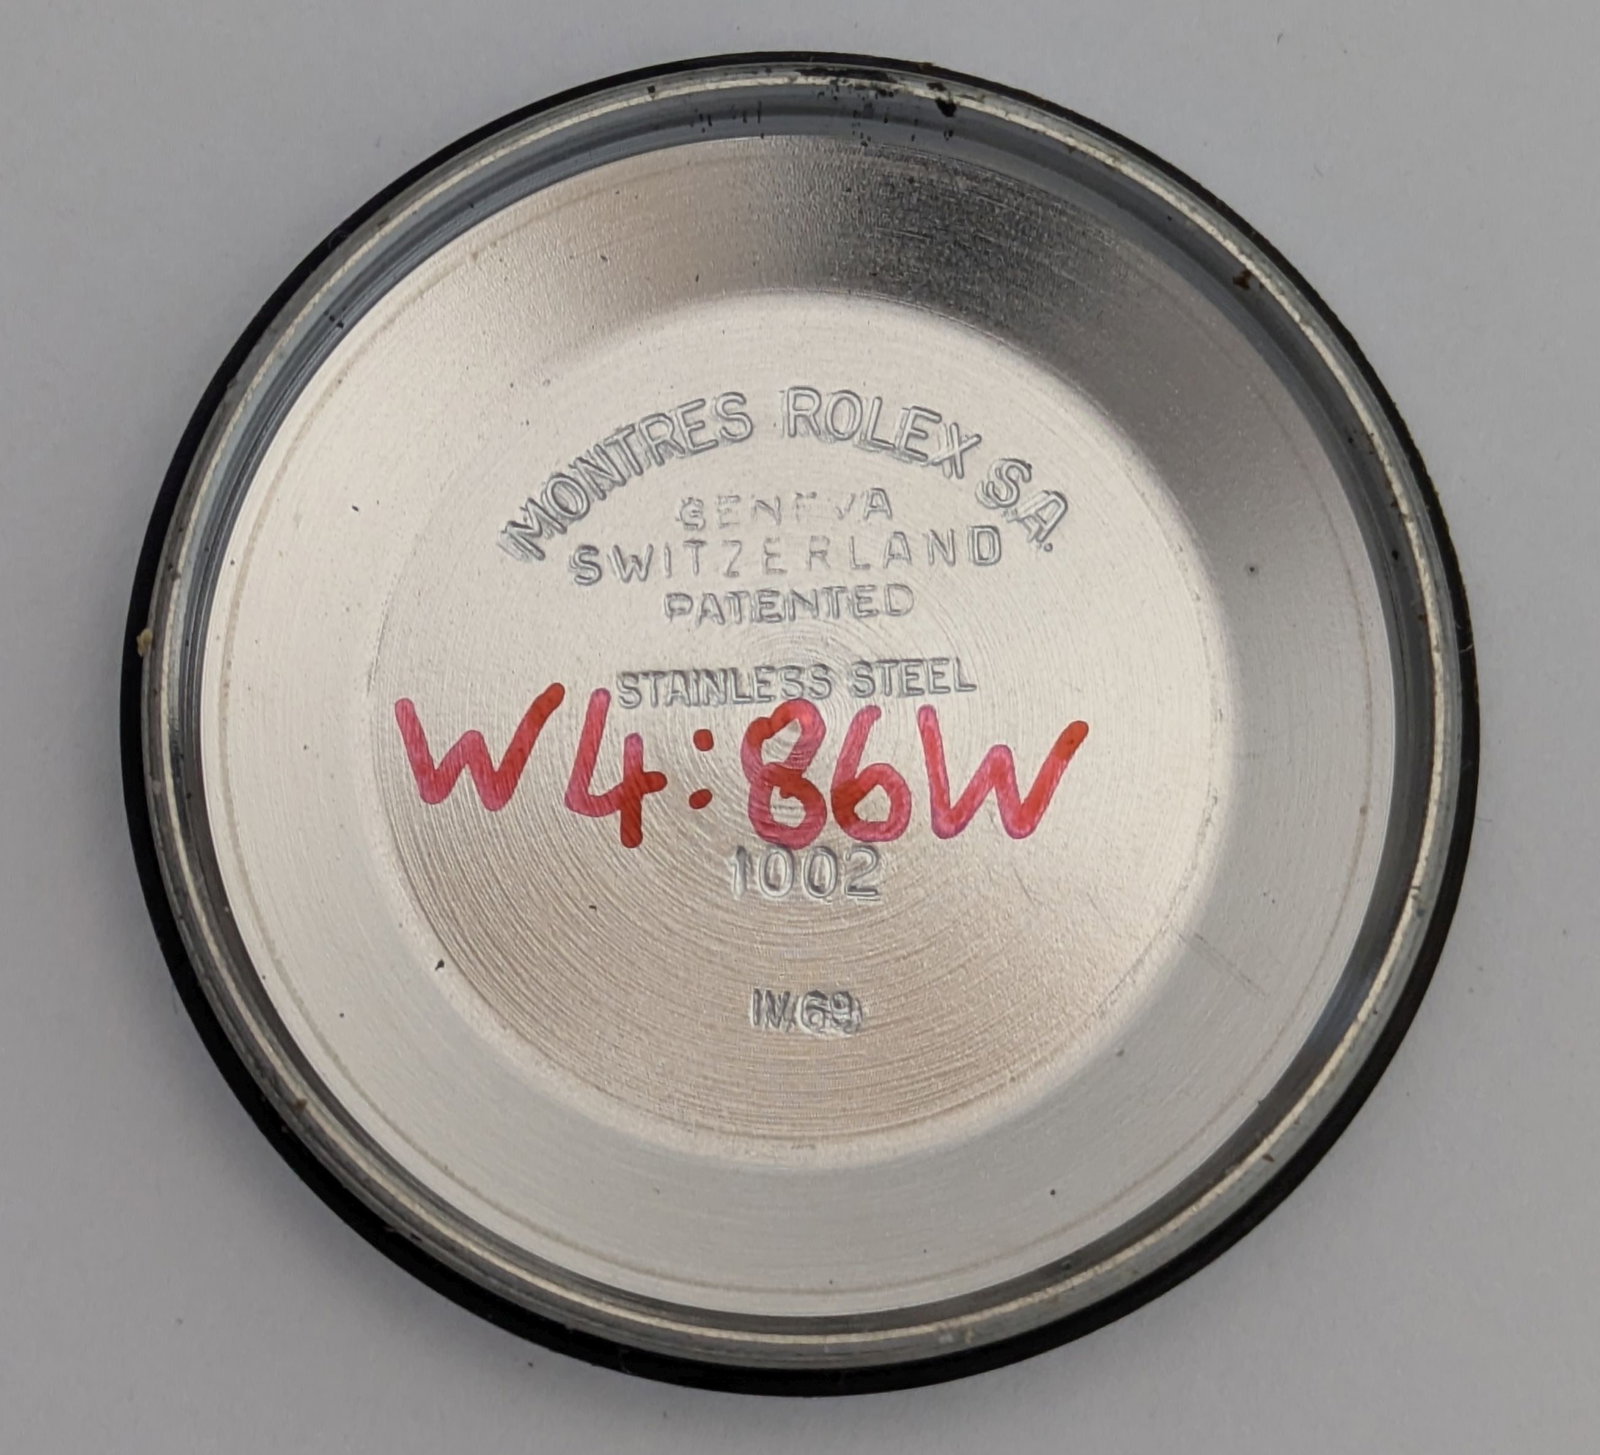 MONTRES ROLEX S.A.
GENEVA
SWITZERLAND
PATENTED
STAINLESS STEEL
W4:86W
1002
IV.69